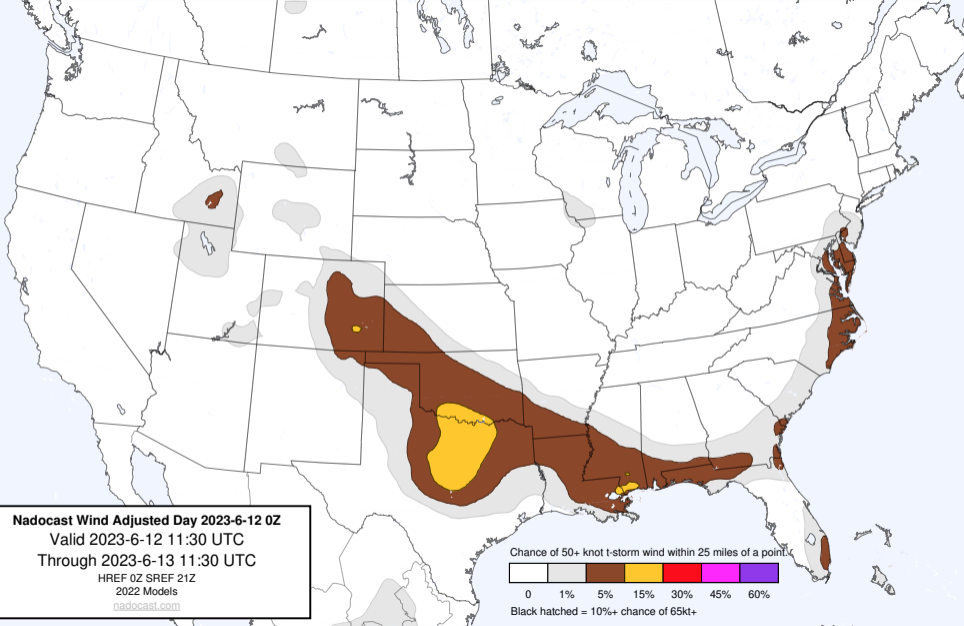 Nadocast Wind Adjusted Day 2023-6-12 0Z
Valid 2023-6-12 11:30 UTC
Through 2023-6-13 11:30 UTC
HREF 0Z SREF 21Z
2022 Models
nadocast.com
Chance of 50+ knot t-storm wind within 25 miles of a point.
0 1% 5% 15% 30% 45% 60%
Black hatched = 10%+ chance of 65kt+